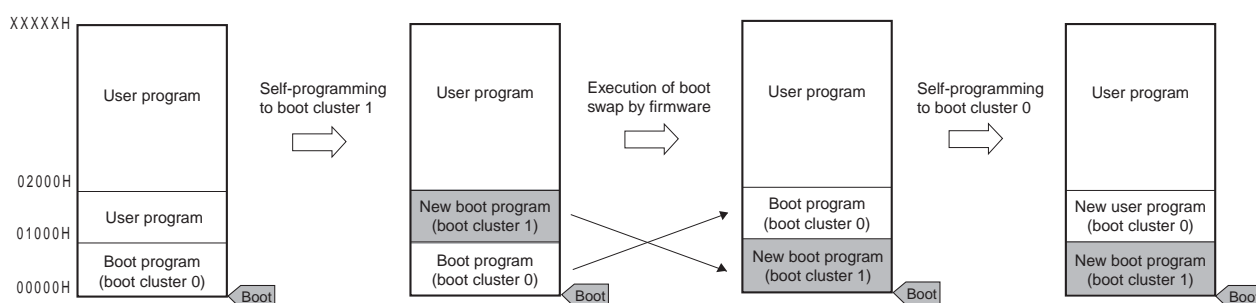 XXXXXH
User program
02000H
User program
01000H
Boot program
(boot cluster 0)
00000H
Boot
Self-programming
to boot cluster 1
User program
New boot program
(boot cluster 1)
Boot program
(boot cluster 0)
Boot
Execution of boot
swap by firmware
User program
Boot program
(boot cluster 0)
New boot program
(boot cluster 1)
Boot
Self-programming
to boot cluster 0
User program
New user program
(boot cluster 0)
New boot program
(boot cluster 1)
Boo